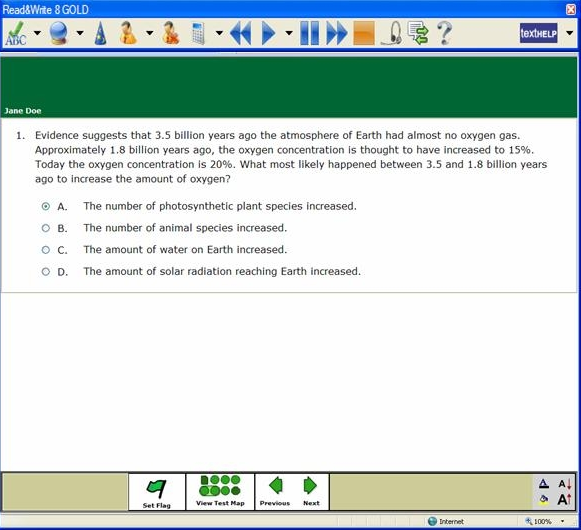 Read&Write 8 GOLD
ABC
textHELP
Jane Doe
1. Evidence suggests that 3.5 billion years ago the atmosphere of Earth had almost no oxygen gas.
Approximately 1.8 billion years ago, the oxygen concentration is thought to have increased to 15%.
Today the oxygen concentration is 20%. What most likely happened between 3.5 and 1.8 billion years
ago to increase the amount of oxygen?
A. The number of photosynthetic plant species increased.
B. The number of animal species increased.
C. The amount of water on Earth increased.
D. The amount of solar radiation reaching Earth increased.
Set Flag
View Test Map
Previous
Next
A A
A
Internet
100%